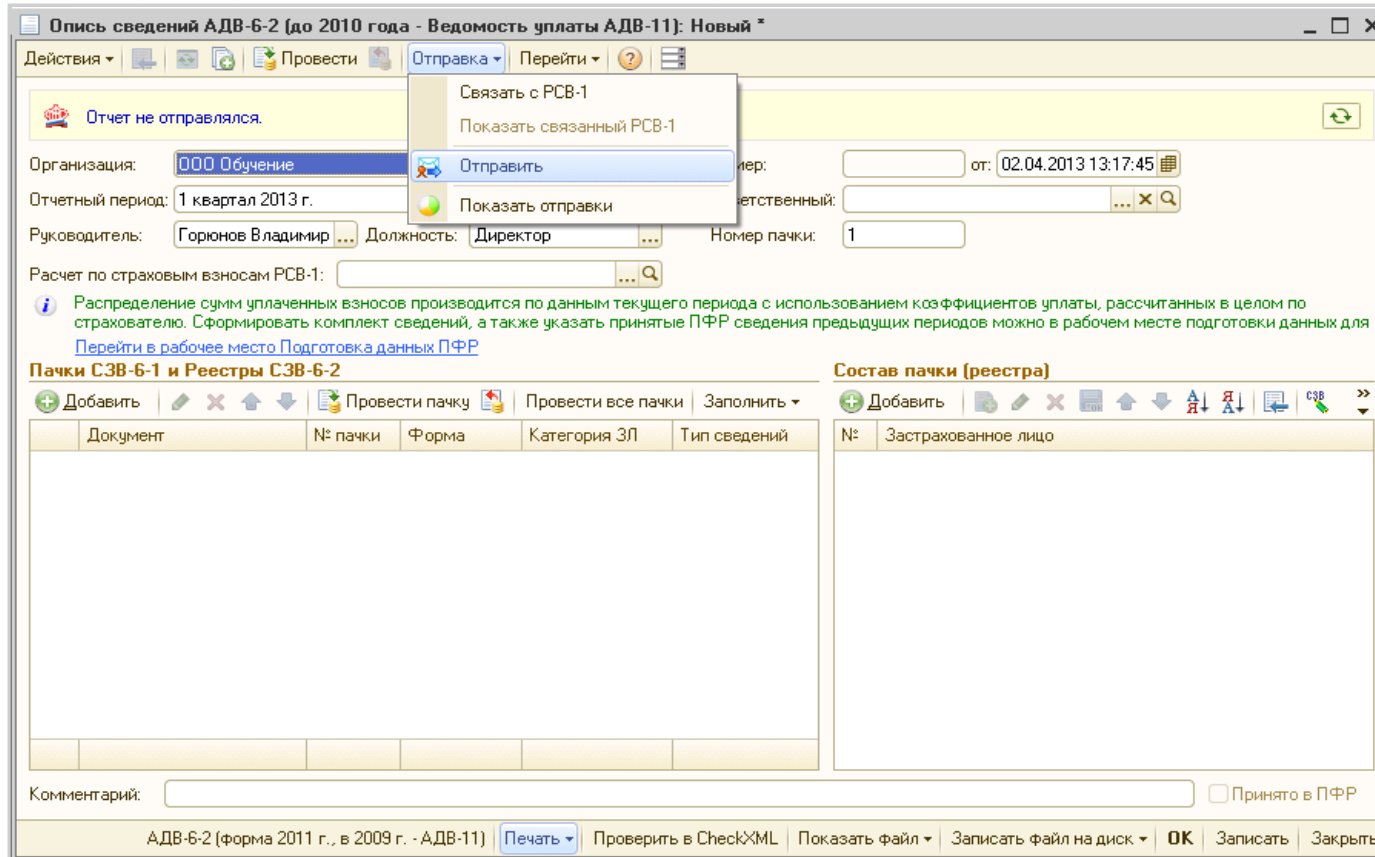 Опись сведений АДВ-6-2 (до 2010 года - Ведомость уплаты АДВ-11): Новый *
Действия Провести Отправка Перейти
Связать с РСВ-1
Показать связанный РСВ-1
Отправить
Показать отправки
Отчет не отправлялся.
Организация: ООО Обучение мер: от: 02.04.2013 13:17:45
Отчетный период: 1 квартал 2013 г. етственный: ...
Руководитель: Горюнов Владимир ... Должность: Директор ... Номер пачки: 1
Расчет по страховым взносам РСВ-1: ...
Распределение сумм уплаченных взносов производится по данным текущего периода с использованием коэффициентов уплаты, рассчитанных в целом по
страхователю. Сформировать комплект сведений, а также указать принятые ПФР сведения предыдущих периодов можно в рабочем месте подготовки данных для
Перейти в рабочее место Подготовка данных ПФР
Пачки СЗВ-6-1 и Реестры СЗВ-6-2 Состав пачки (реестра)
Добавить Провести пачку Провести все пачки Заполнить Добавить СЗВ
Документ № пачки Форма Категория ЗЛ Тип сведений № Застрахованное лицо
Комментарий: Принято в ПФР
АДВ-6-2 (форма 2011 г., в 2009 г. - АДВ-11) Печать Проверить в CheckXML Показать файл Записать файл на диск OK Записать Закрыть